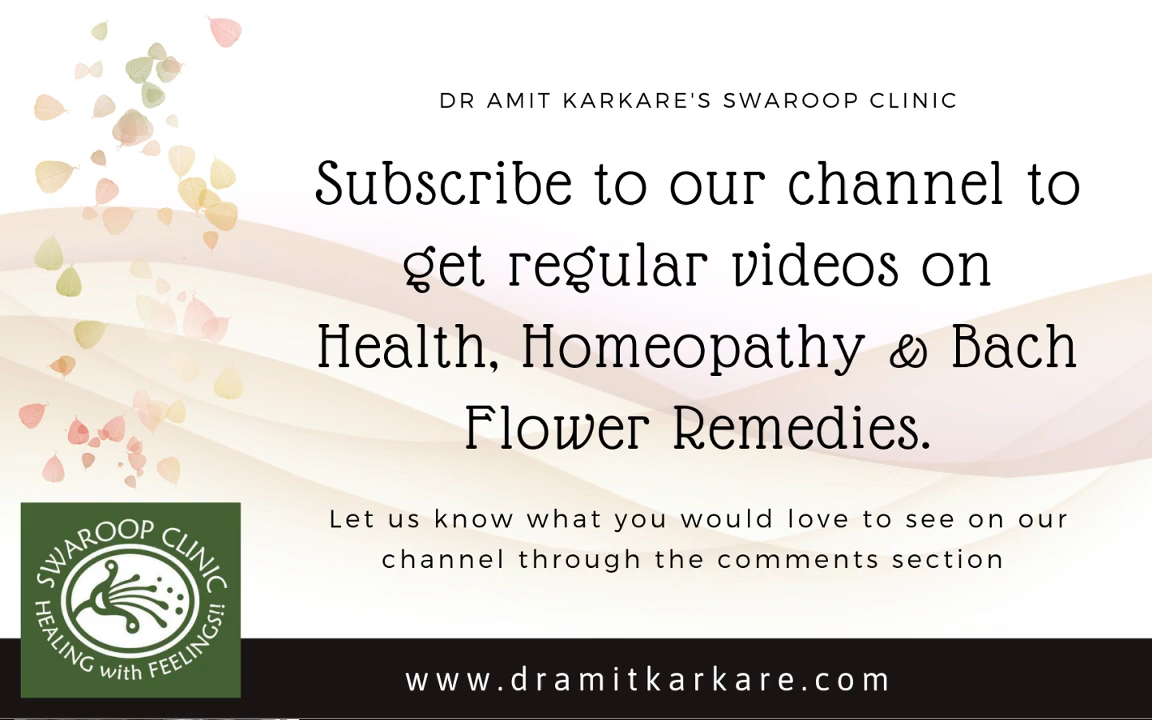 DR AMIT KARKARE'S SWAROOP CLINIC
Subscribe to our channel to
get regular videos on
Health, Homeopathy & Bach
Flower Remedies.
Let us know what you would love to see on our
channel through the comments section
SWAROOP CLINIC
HEALING with FEELINGS!!
www.dramitkarkare.com